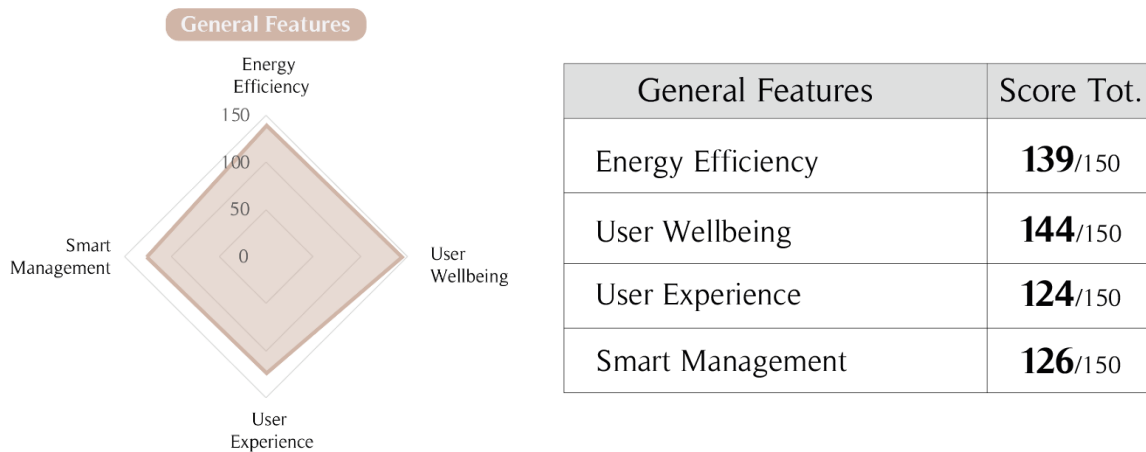 General Features
Energy
Efficiency
150
100
50
0
Smart
Management
User
Wellbeing
User
Experience
General Features Score Tot.
Energy Efficiency 139/150
User Wellbeing 144/150
User Experience 124/150
Smart Management 126/150